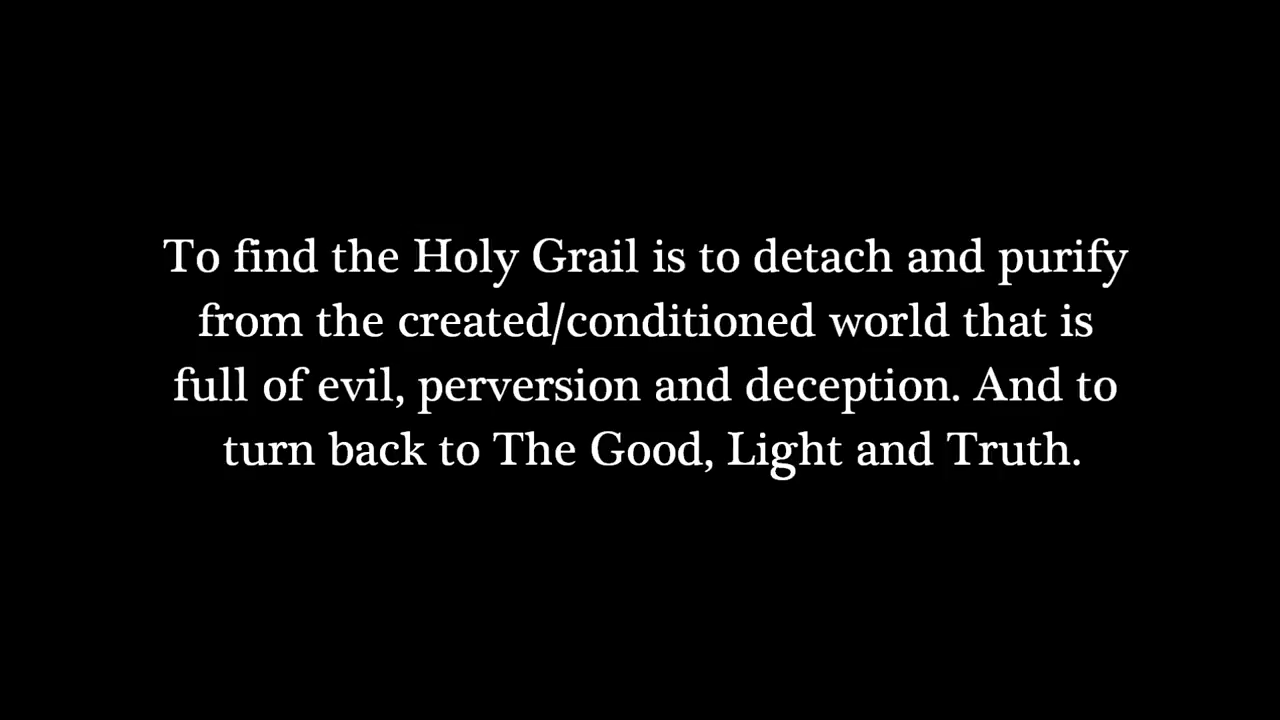 To find the Holy Grail is to detach and purify
from the created/conditioned world that is
full of evil, perversion and deception. And to
turn back to The Good, Light and Truth.